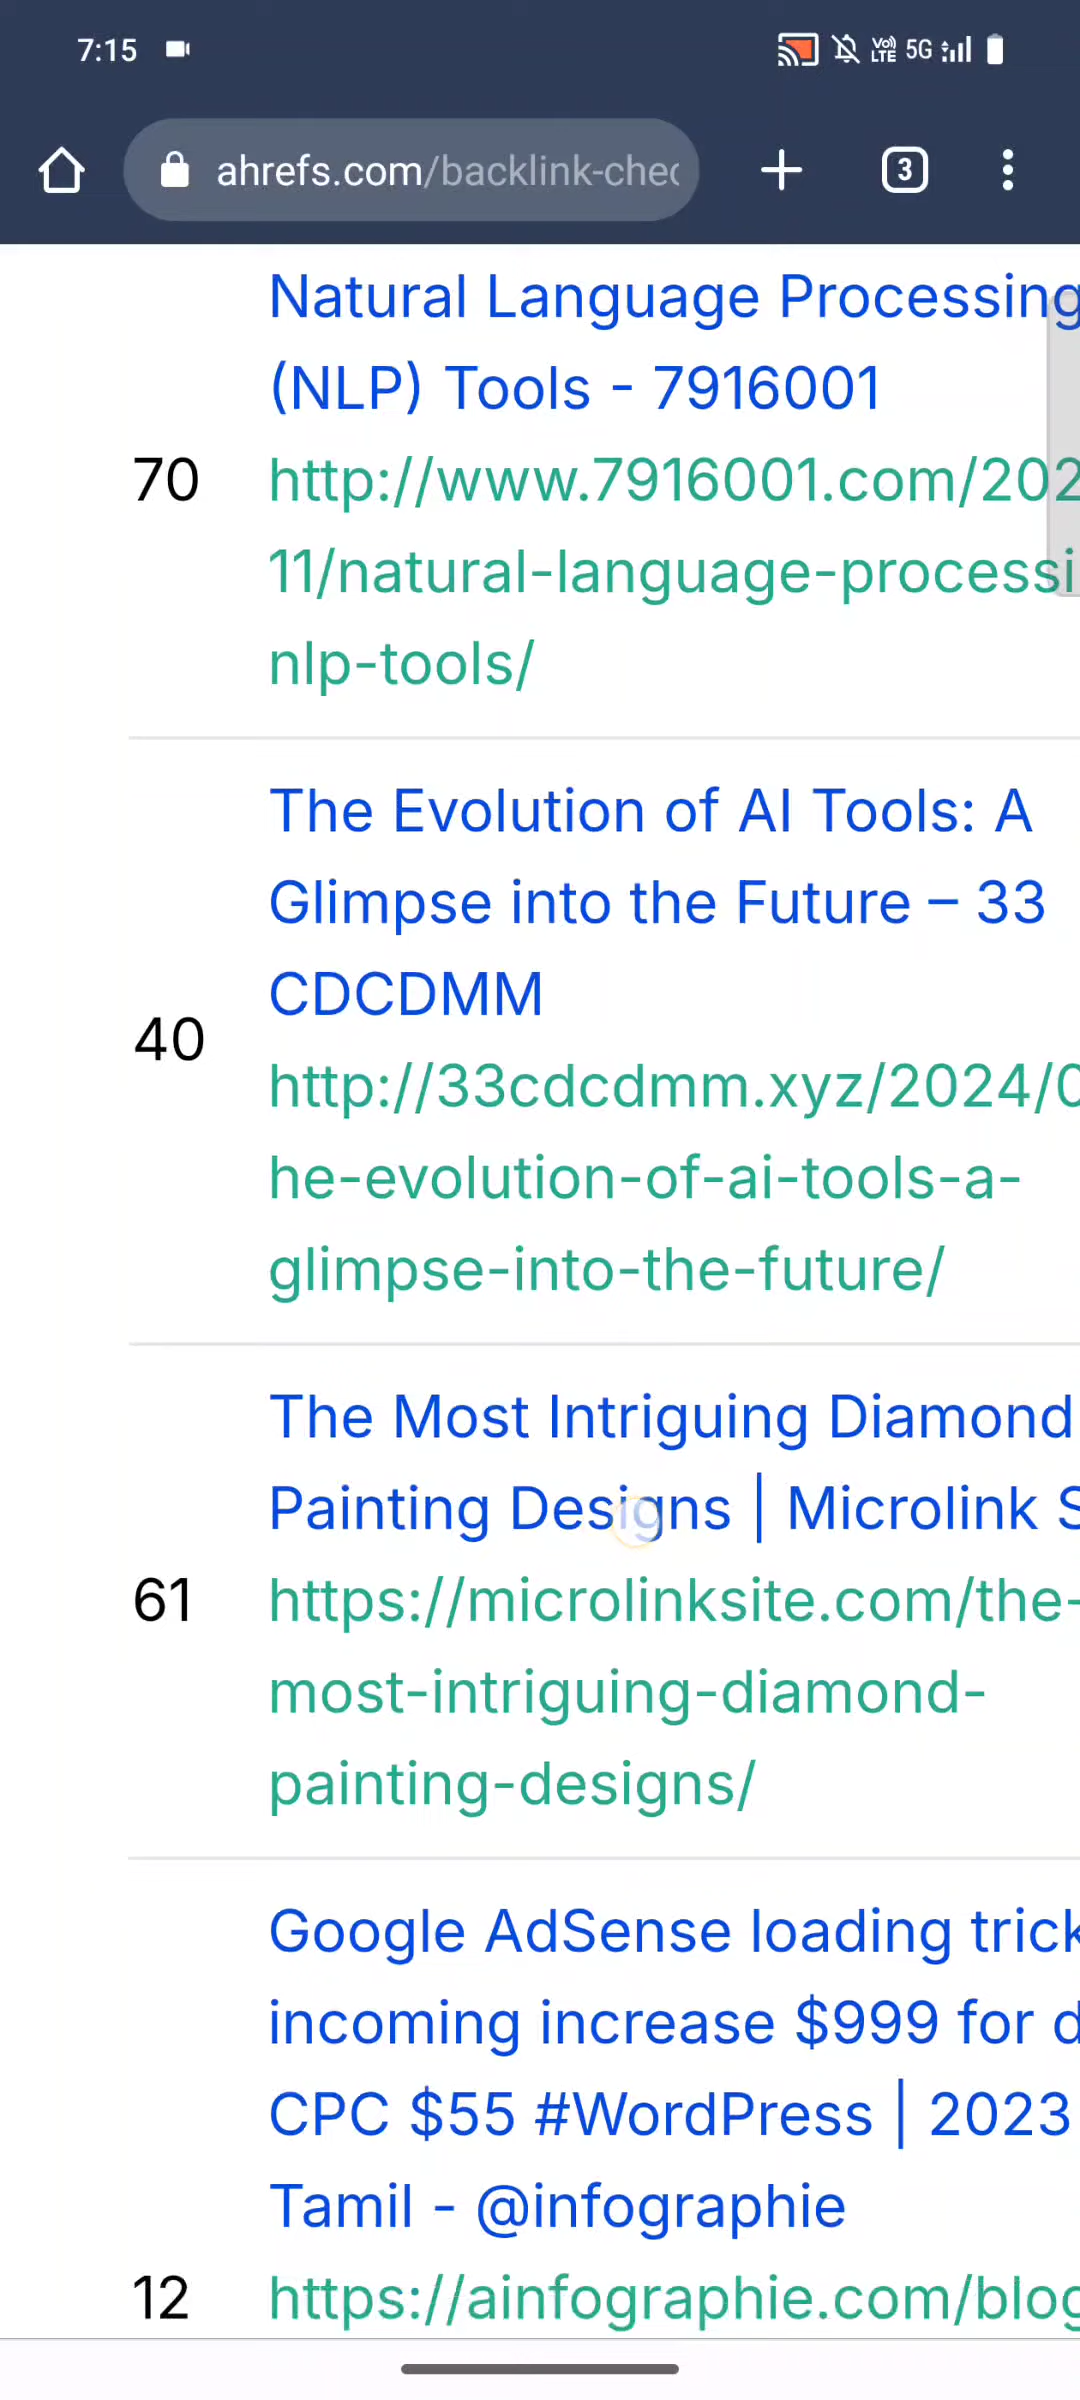 7:15
Vo)
LTE
5G
ahrefs.com/backlink-chec
3
Natural Language Processing
(NLP) Tools - 7916001
70
http://www.7916001.com/202
11/natural-language-processi
nlp-tools/
The Evolution of AI Tools: A
Glimpse into the Future – 33
CDCDMM
40
http://33cdcdmm.xyz/2024/0
he-evolution-of-ai-tools-a-
glimpse-into-the-future/
The Most Intriguing Diamond
Painting Designs | Microlink S
61
https://microlinksite.com/the-
most-intriguing-diamond-
painting-designs/
Google AdSense loading trick
incoming increase $999 for d
CPC $55 #WordPress | 2023
Tamil - @infographie
12
https://ainfographie.com/blog